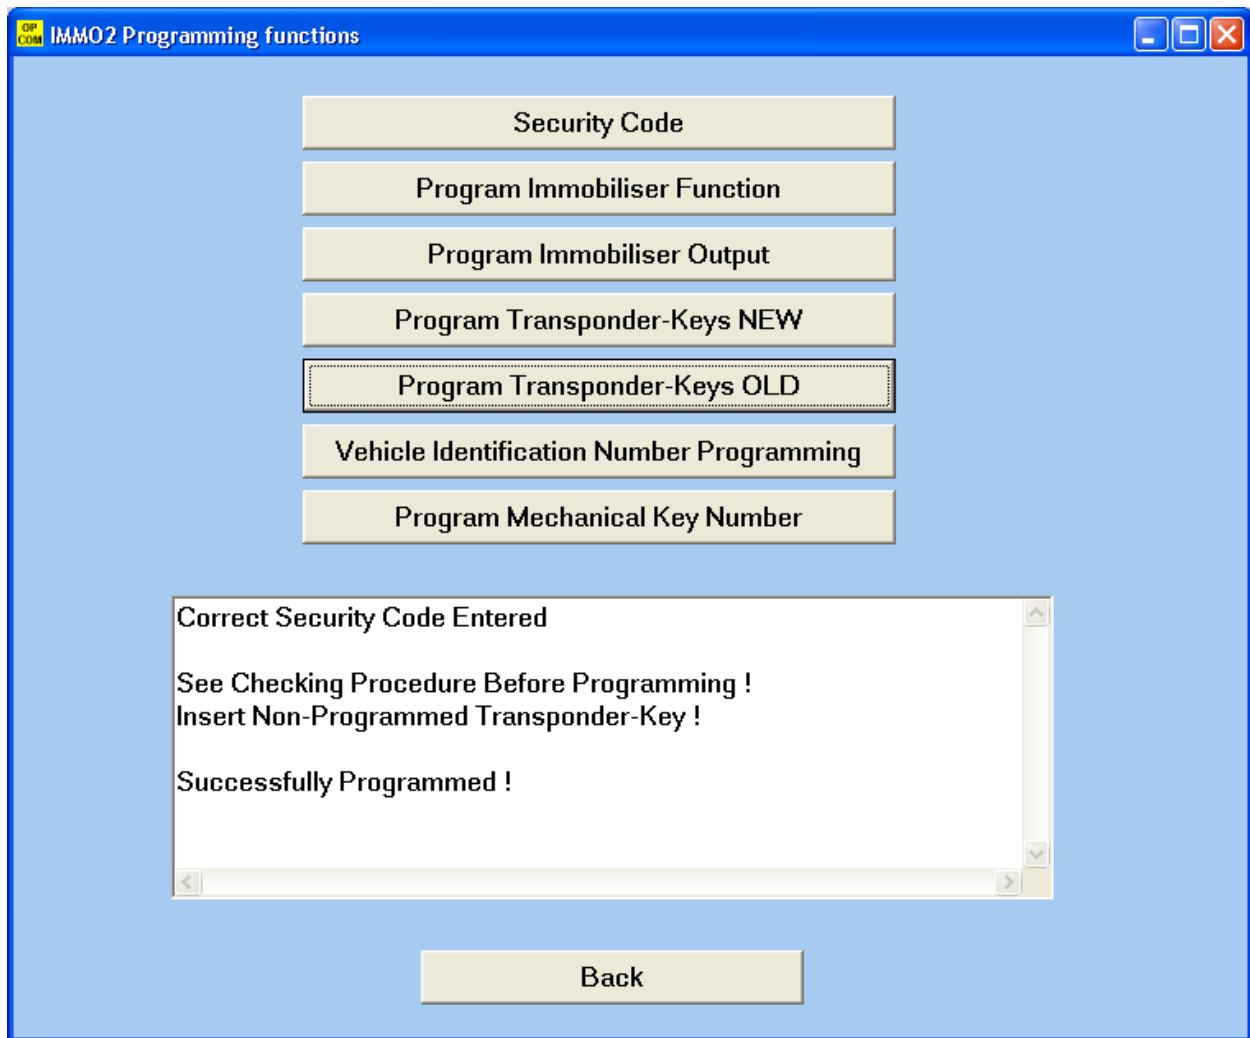 OP
COM
IMMO2 Programming functions
Security Code
Program Immobiliser Function
Program Immobiliser Output
Program Transponder-Keys NEW
Program Transponder-Keys OLD
Vehicle Identification Number Programming
Program Mechanical Key Number
Correct Security Code Entered
See Checking Procedure Before Programming !
Insert Non-Programmed Transponder-Key !
Successfully Programmed !
Back